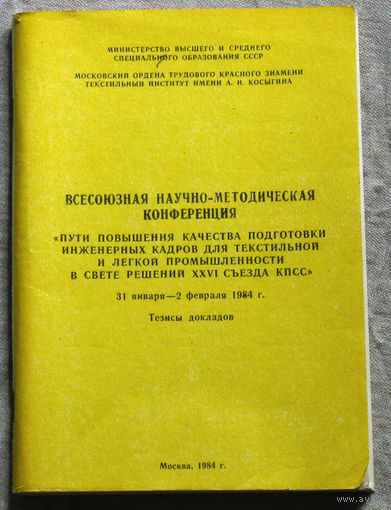 МИНИСТЕРСТВО ВЫСШЕГО И СРЕДНЕГО
СПЕЦИАЛЬНОГО ОБРАЗОВАНИЯ СССР
МОСКОВСКИЙ ОРДЕНА ТРУДОВОГО КРАСНОГО ЗНАМЕНИ
ТЕКСТИЛЬНЫЙ ИНСТИТУТ ИМЕНИ А. Н. КОСЫГИНА
ВСЕСОЮЗНАЯ НАУЧНО-МЕТОДИЧЕСКАЯ
КОНФЕРЕНЦИЯ
«ПУТИ ПОВЫШЕНИЯ КАЧЕСТВА ПОДГОТОВКИ
ИНЖЕНЕРНЫХ КАДРОВ ДЛЯ ТЕКСТИЛЬНОЙ
И ЛЕГКОЙ ПРОМЫШЛЕННОСТИ
В СВЕТЕ РЕШЕНИЙ XXVI СЪЕЗДА КПСС»
31 января—2 февраля 1984 г.
Тезисы докладов
Москва, 1984 г.